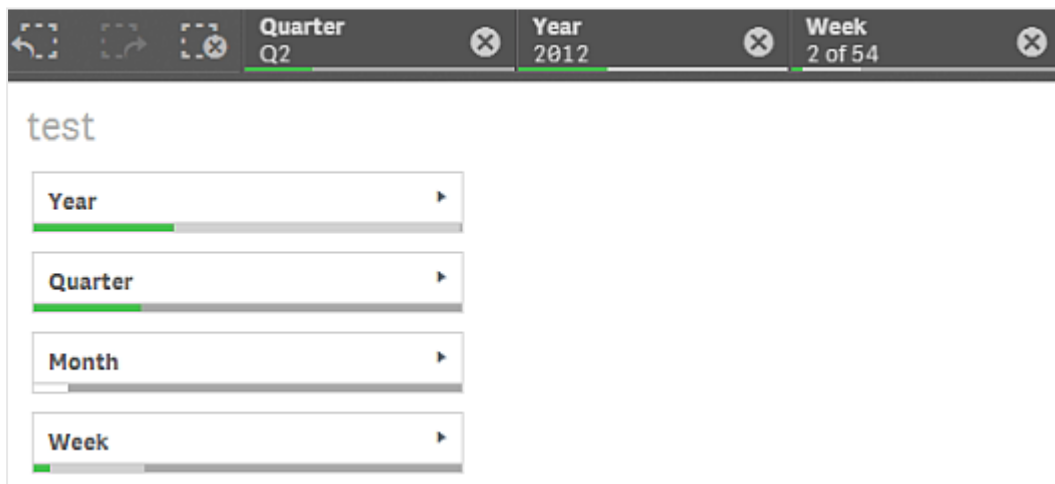 Quarter
Q2
Year
2012
Week
2 of 54
test
Year
Quarter
Month
Week